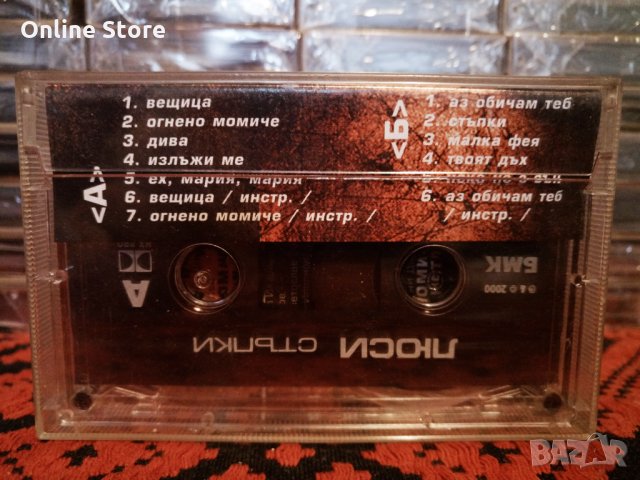 Online Store
<А>
1. вещица
2. огнено момиче
3. дива
4. излъжи ме
5. ех, мария, мария
6. вещица / инстр. /
7. огнено момиче / инстр. /
<Б>
1. аз обичам теб
2. стъпки
3. малка фея
4. твоят дъх
6. аз обичам теб
/ инстр. /
A
БМК
℗ & © 2000
ЛЮСИ СТЪПКИ
BAZAR